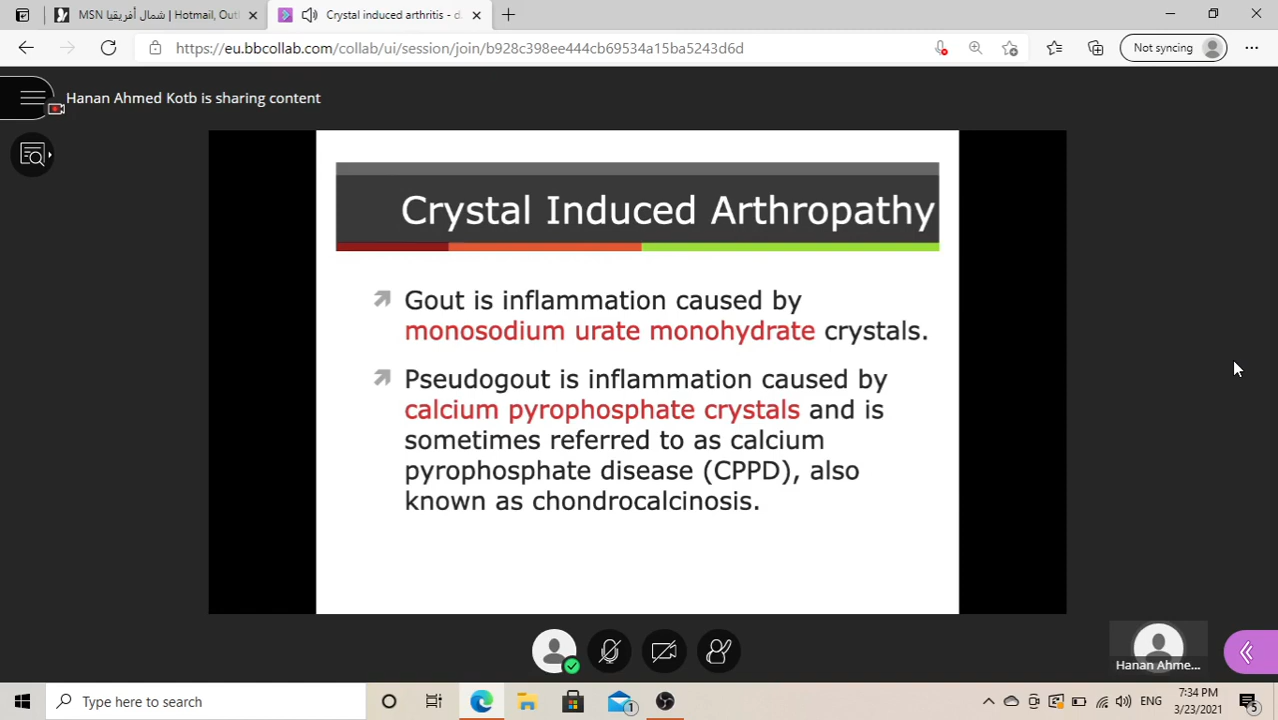 MSN شمال أفريقيا | Hotmail, Outl
Crystal induced arthritis - d
https://eu.bbcollab.com/collab/ui/session/join/b928c398ee444cb69534a15ba5243d6d
Not syncing
Hanan Ahmed Kotb is sharing content
Crystal Induced Arthropathy
Gout is inflammation caused by
monosodium urate monohydrate crystals.
Pseudogout is inflammation caused by
calcium pyrophosphate crystals and is
sometimes referred to as calcium
pyrophosphate disease (CPPD), also
known as chondrocalcinosis.
Hanan Ahme...
Type here to search
1
ENG
7:34 PM
3/23/2021
5